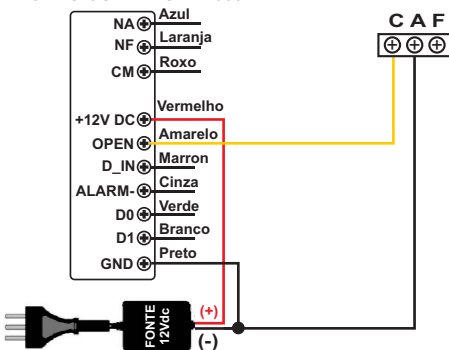 NA Azul
NF Laranja
CM Roxo
+12V DC Vermelho
OPEN Amarelo
D_IN Marron
ALARM- Cinza
D0 Verde
D1 Branco
GND Preto
C A F
FONTE
12Vdc
(+)
(-)